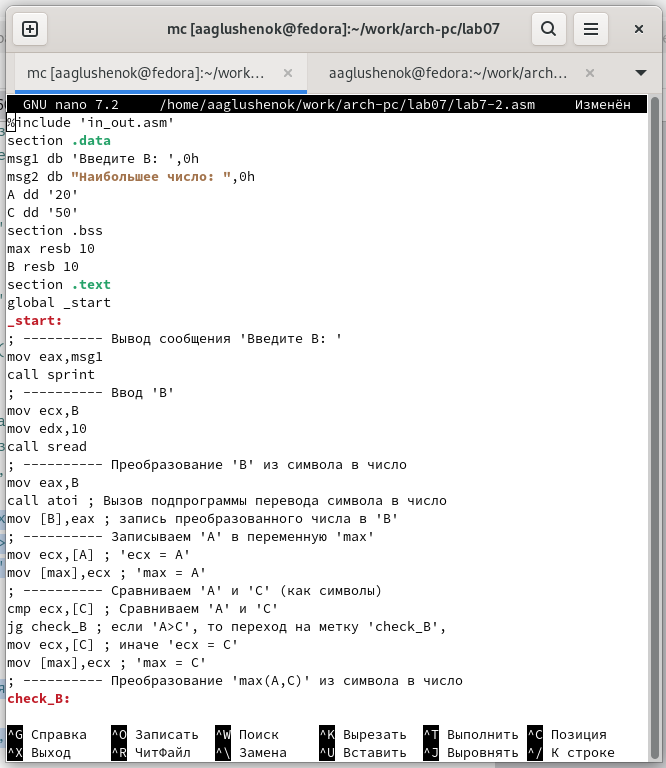 mc [aaglushenok@fedora]:~/work/arch-pc/lab07
mc [aaglushenok@fedora]:~/work… aaglushenok@fedora:~/work/arch…
GNU nano 7.2 /home/aaglushenok/work/arch-pc/lab07/lab7-2.asm Изменён
%include 'in_out.asm'
section .data
msg1 db 'Введите B: ',0h
msg2 db "Наибольшее число: ",0h
A dd '20'
C dd '50'
section .bss
max resb 10
B resb 10
section .text
global _start
_start:
; ---------- Вывод сообщения 'Введите B: '
mov eax,msg1
call sprint
; ---------- Ввод 'B'
mov ecx,B
mov edx,10
call sread
; ---------- Преобразование 'B' из символа в число
mov eax,B
call atoi ; Вызов подпрограммы перевода символа в число
mov [B],eax ; запись преобразованного числа в 'B'
; ---------- Записываем 'A' в переменную 'max'
mov ecx,[A] ; 'ecx = A'
mov [max],ecx ; 'max = A'
; ---------- Сравниваем 'A' и 'С' (как символы)
cmp ecx,[C] ; Сравниваем 'A' и 'С'
jg check_B ; если 'A>C', то переход на метку 'check_B',
mov ecx,[C] ; иначе 'ecx = C'
mov [max],ecx ; 'max = C'
; ---------- Преобразование 'max(A,C)' из символа в число
check_B:
^G Справка ^O Записать ^W Поиск ^K Вырезать ^T Выполнить ^C Позиция
^X Выход ^R ЧитФайл ^\ Замена ^U Вставить ^J Выровнять ^/ К строке